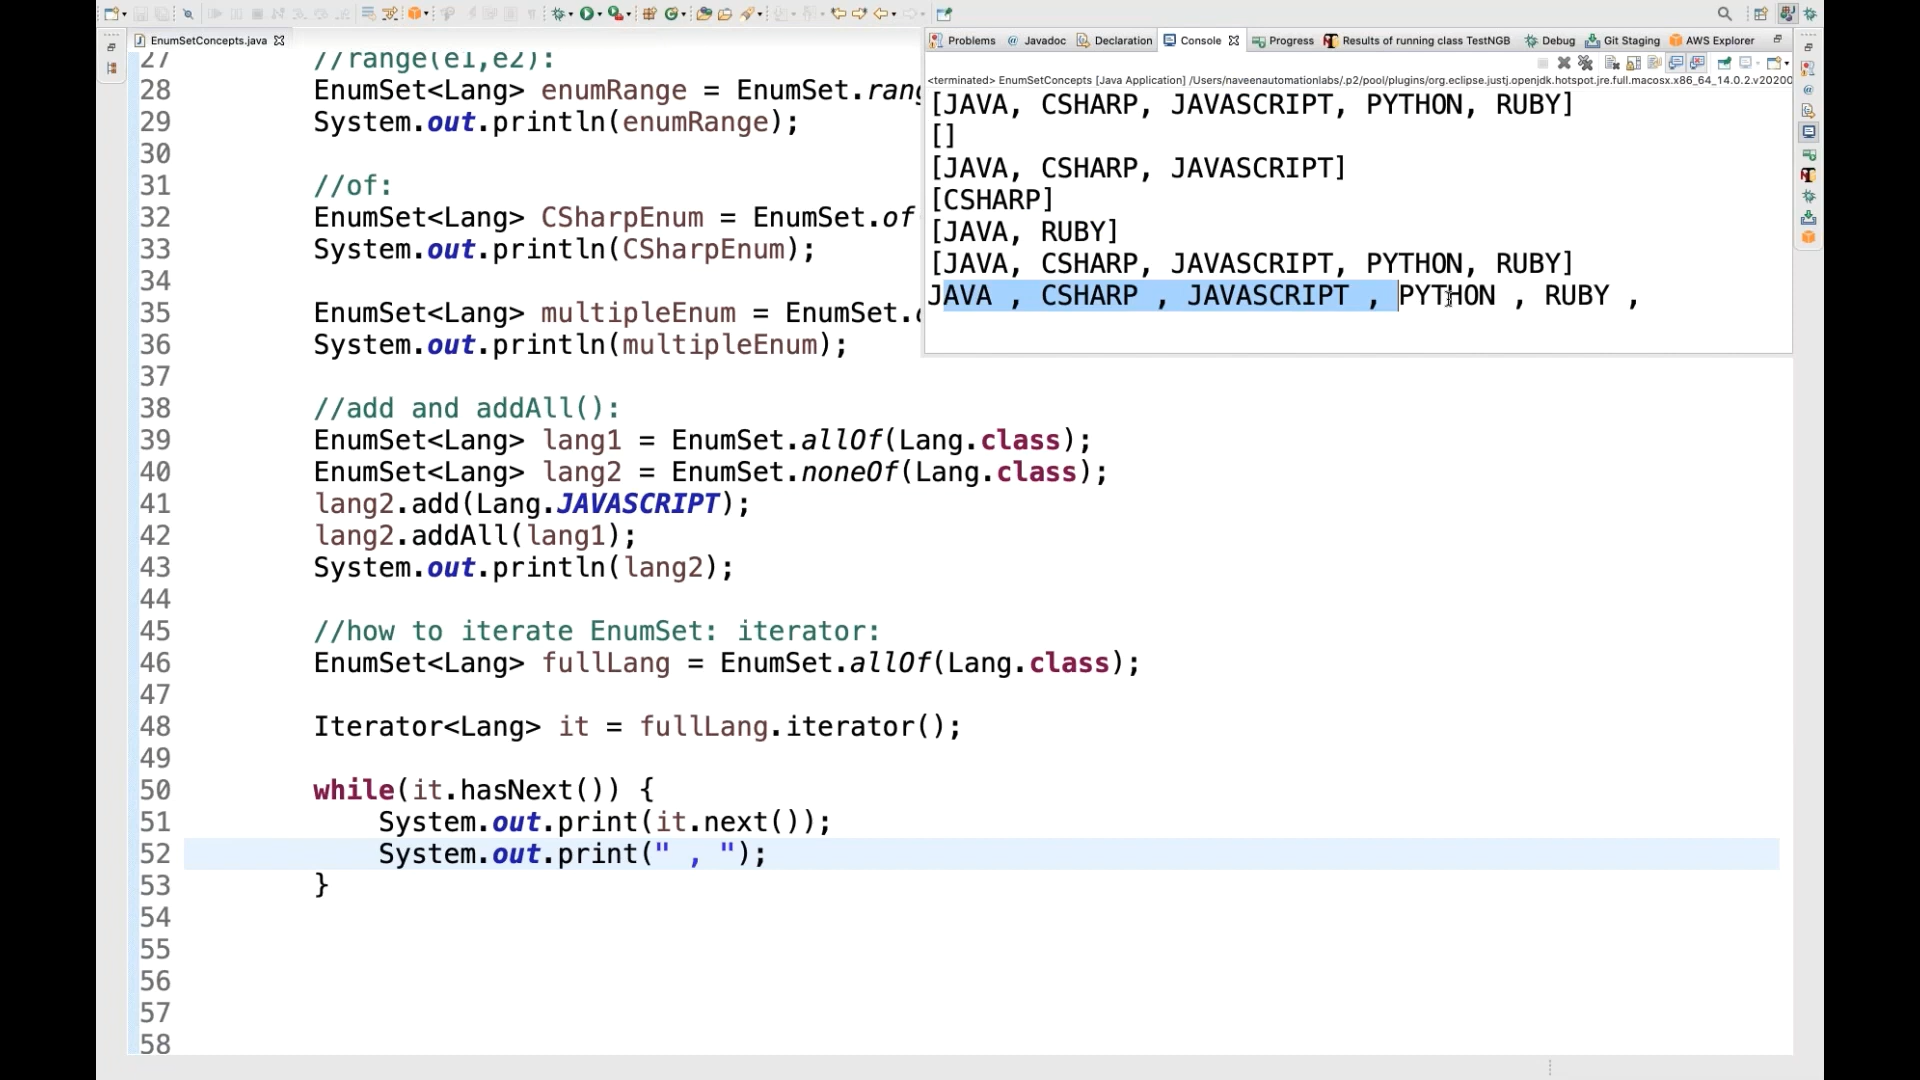 EnumSetConcepts.java
27 //range(e1,e2):
28 EnumSet<Lang> enumRange = EnumSet.rang
29 System.out.println(enumRange);
30
31 //of:
32 EnumSet<Lang> CSharpEnum = EnumSet.of
33 System.out.println(CSharpEnum);
34
35 EnumSet<Lang> multipleEnum = EnumSet.
36 System.out.println(multipleEnum);
37
38 //add and addAll():
39 EnumSet<Lang> lang1 = EnumSet.allOf(Lang.class);
40 EnumSet<Lang> lang2 = EnumSet.noneOf(Lang.class);
41 lang2.add(Lang.JAVASCRIPT);
42 lang2.addAll(lang1);
43 System.out.println(lang2);
44
45 //how to iterate EnumSet: iterator:
46 EnumSet<Lang> fullLang = EnumSet.allOf(Lang.class);
47
48 Iterator<Lang> it = fullLang.iterator();
49
50 while(it.hasNext()) {
51 System.out.print(it.next());
52 System.out.print(" , ");
53 }
54
55
56
57
58
Problems Javadoc Declaration Console Progress Results of running class TestNGB Debug Git Staging AWS Explorer
<terminated> EnumSetConcepts [Java Application] /Users/naveenautomationlabs/.p2/pool/plugins/org.eclipse.justj.openjdk.hotspot.jre.full.macosx.x86_64_14.0.2.v20200
[JAVA, CSHARP, JAVASCRIPT, PYTHON, RUBY]
[]
[JAVA, CSHARP, JAVASCRIPT]
[CSHARP]
[JAVA, RUBY]
[JAVA, CSHARP, JAVASCRIPT, PYTHON, RUBY]
JAVA , CSHARP , JAVASCRIPT , PYTHON , RUBY ,